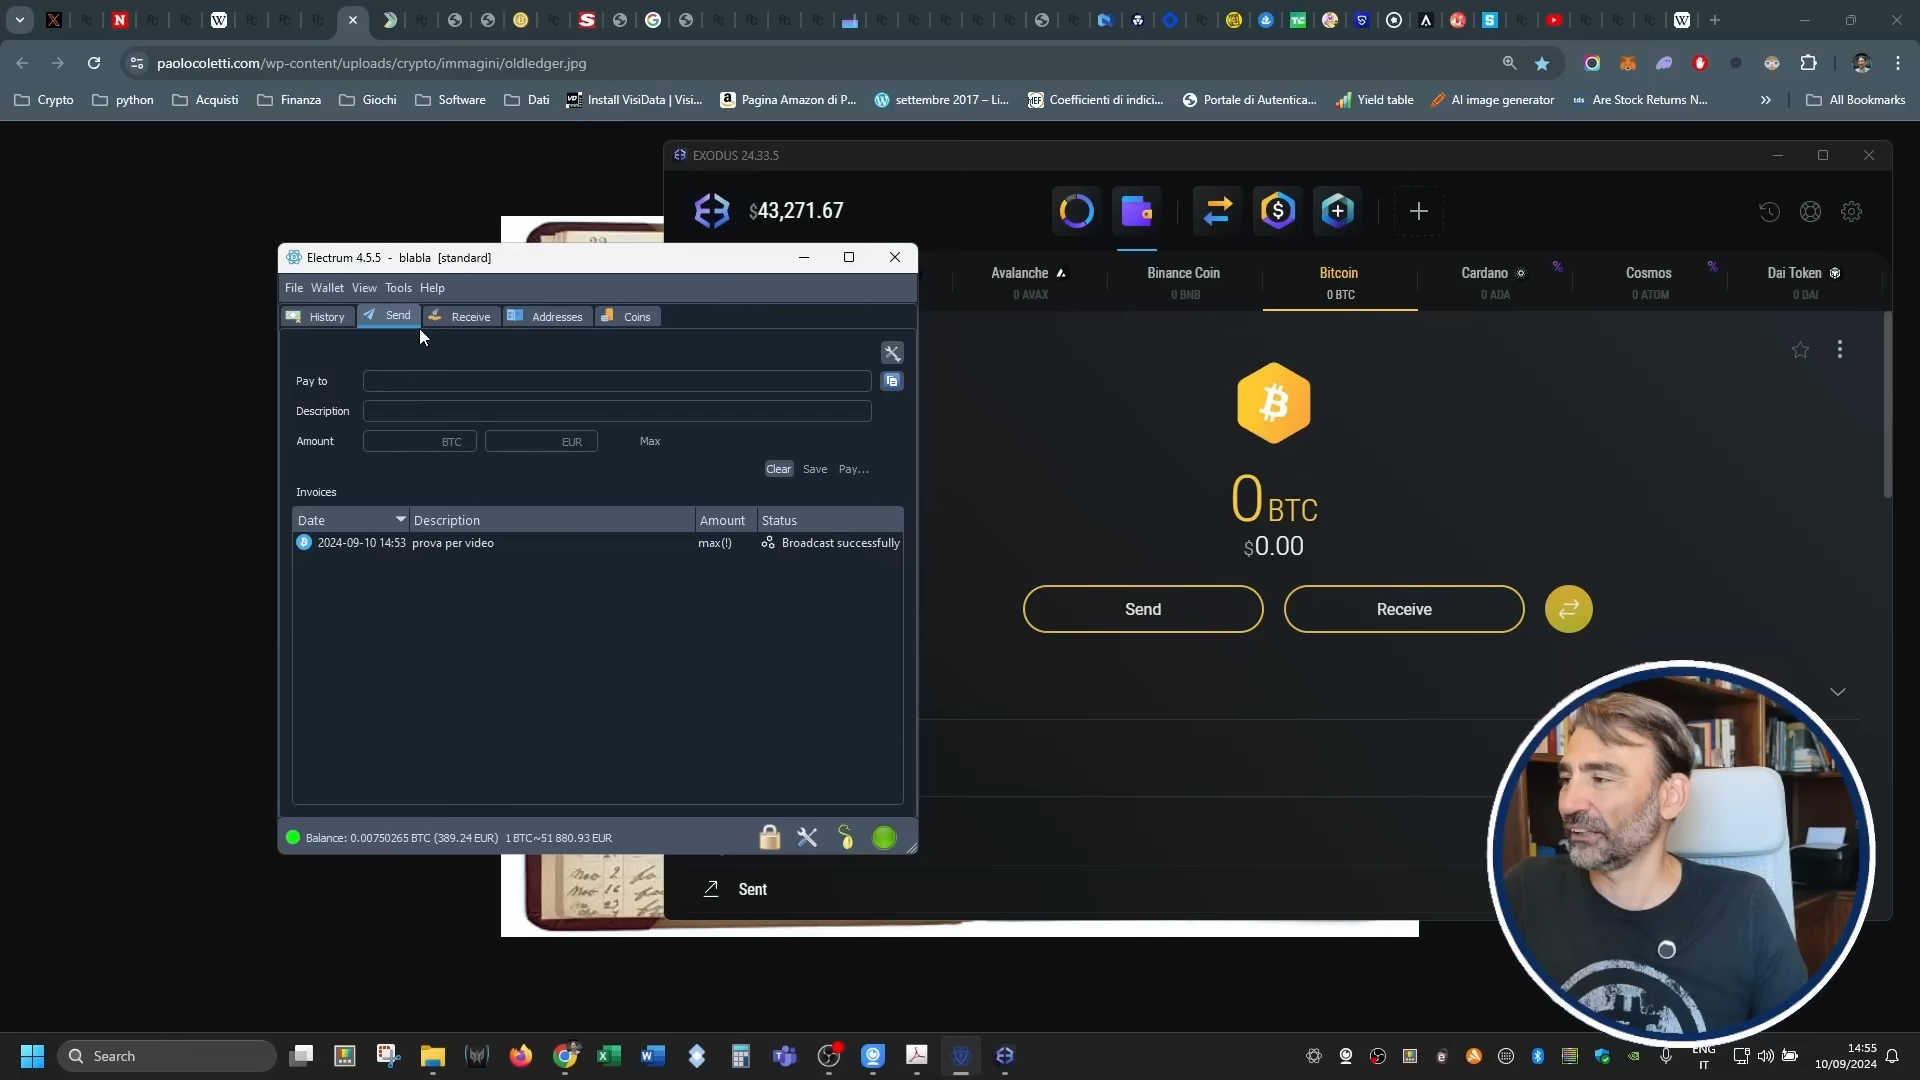 paolocoletti.com/wp-content/uploads/crypto/immagini/oldledger.jpg
Crypto
python
Acquisti
Finanza
Giochi
Software
Dati
Install VisiData | Visi...
Pagina Amazon di P...
settembre 2017 – Li...
Coefficienti di indici...
Portale di Autentica...
Yield table
AI image generator
Are Stock Returns N...
All Bookmarks
EXODUS 24.33.5
$43,271.67
Avalanche
0 AVAX
Binance Coin
0 BNB
Bitcoin
0 BTC
Cardano
0 ADA
Cosmos
0 ATOM
Dai Token
0 DAI
0 BTC
$0.00
Send
Receive
Sent
Electrum 4.5.5 - blabla [standard]
File Wallet View Tools Help
History
Send
Receive
Addresses
Coins
Pay to
Description
Amount
BTC
EUR
Max
Clear
Save
Pay...
Invoices
Date
Description
Amount
Status
2024-09-10 14:53
prova per video
max(!)
Broadcast successfully
Balance: 0.00750265 BTC (389.24 EUR) 1 BTC~51 880.93 EUR
Search
ENG
IT
14:55
10/09/2024